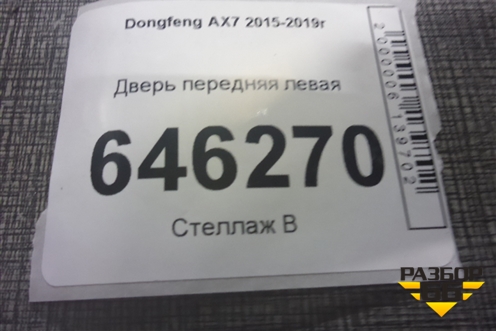 Dongfeng AX7 2015-2019г
Дверь передняя левая
646270
Стеллаж В
2000006139702
РАЗБОР